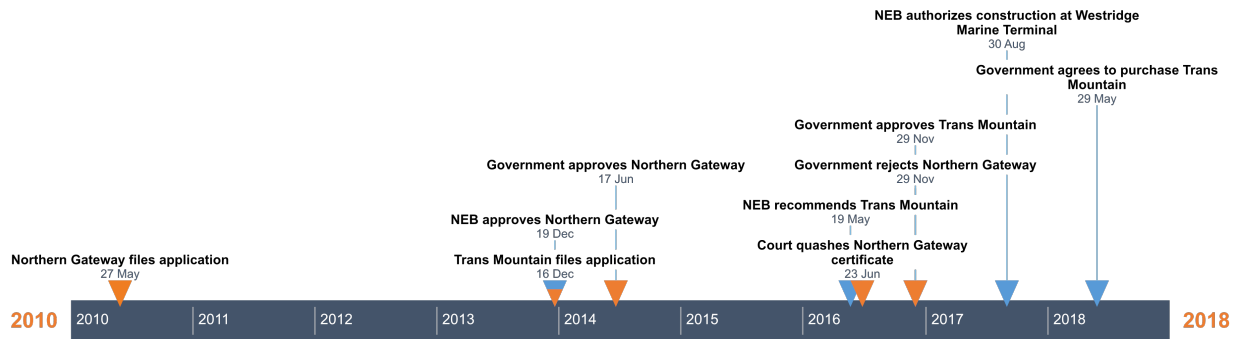 NEB authorizes construction at Westridge
Marine Terminal
30 Aug
Government agrees to purchase Trans
Mountain
29 May
Government approves Trans Mountain
29 Nov
Government approves Northern Gateway
17 Jun
Government rejects Northern Gateway
29 Nov
NEB approves Northern Gateway
19 Dec
NEB recommends Trans Mountain
19 May
Northern Gateway files application
27 May
Trans Mountain files application
16 Dec
Court quashes Northern Gateway
certificate
23 Jun
2010
2010
2011
2012
2013
2014
2015
2016
2017
2018
2018